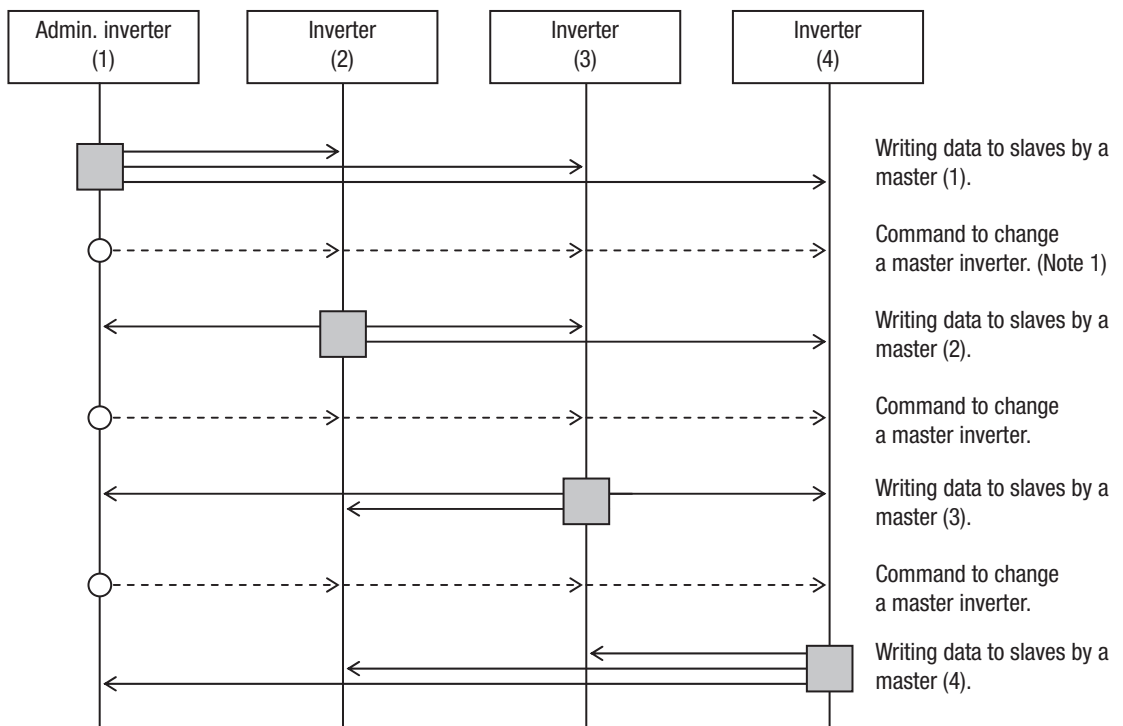 Admin. inverter
(1)
Inverter
(2)
Inverter
(3)
Inverter
(4)
Writing data to slaves by a
master (1).
Command to change
a master inverter. (Note 1)
Writing data to slaves by a
master (2).
Command to change
a master inverter.
Writing data to slaves by a
master (3).
Command to change
a master inverter.
Writing data to slaves by a
master (4).